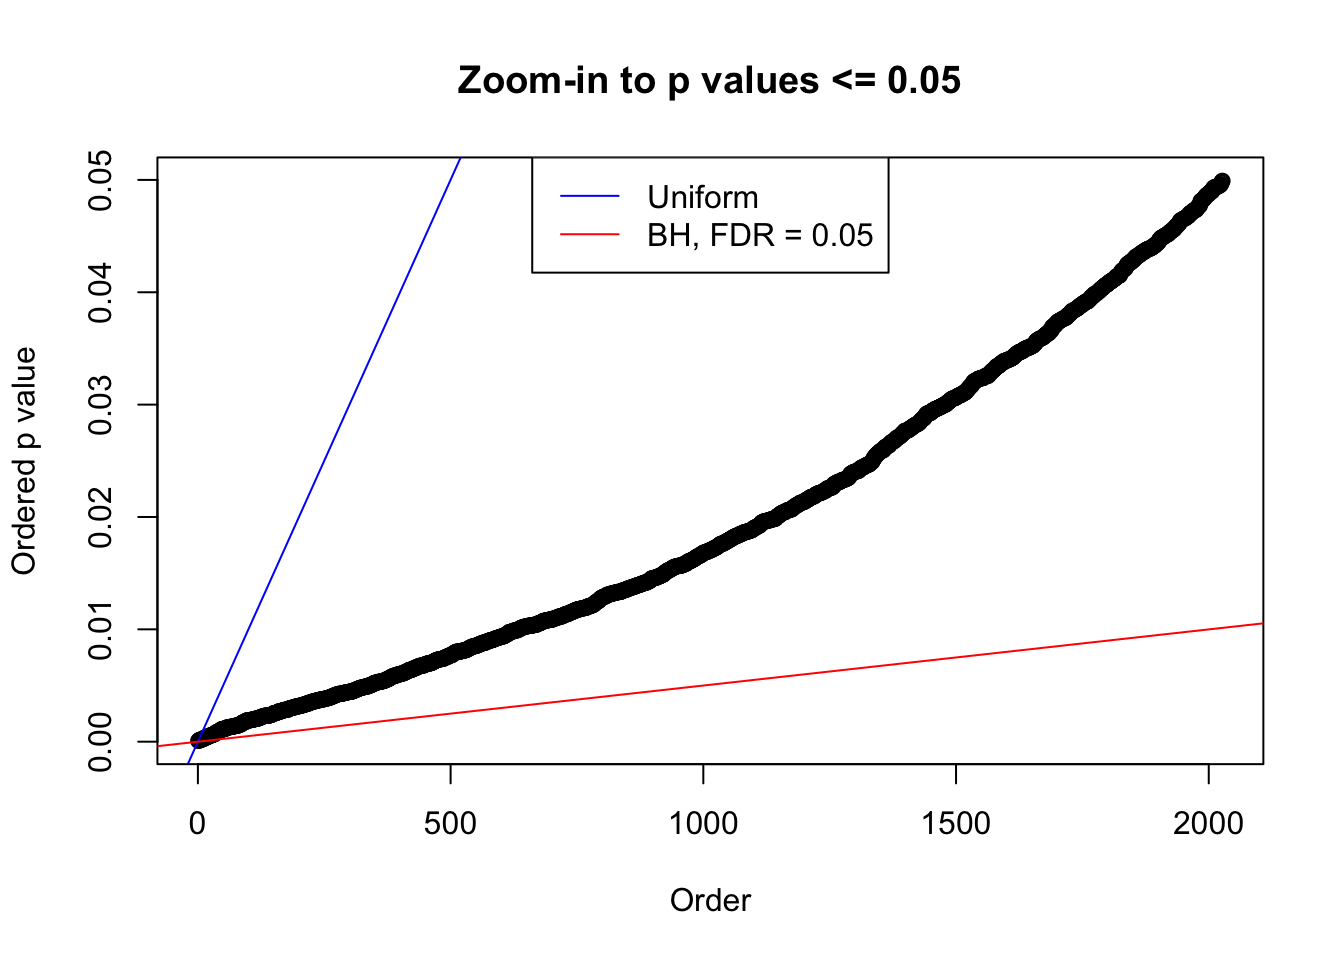 Zoom-in to p values <= 0.05
Uniform
BH, FDR = 0.05
Ordered p value
0.05
0.04
0.03
0.02
0.01
0.00
0 500 1000 1500 2000
Order